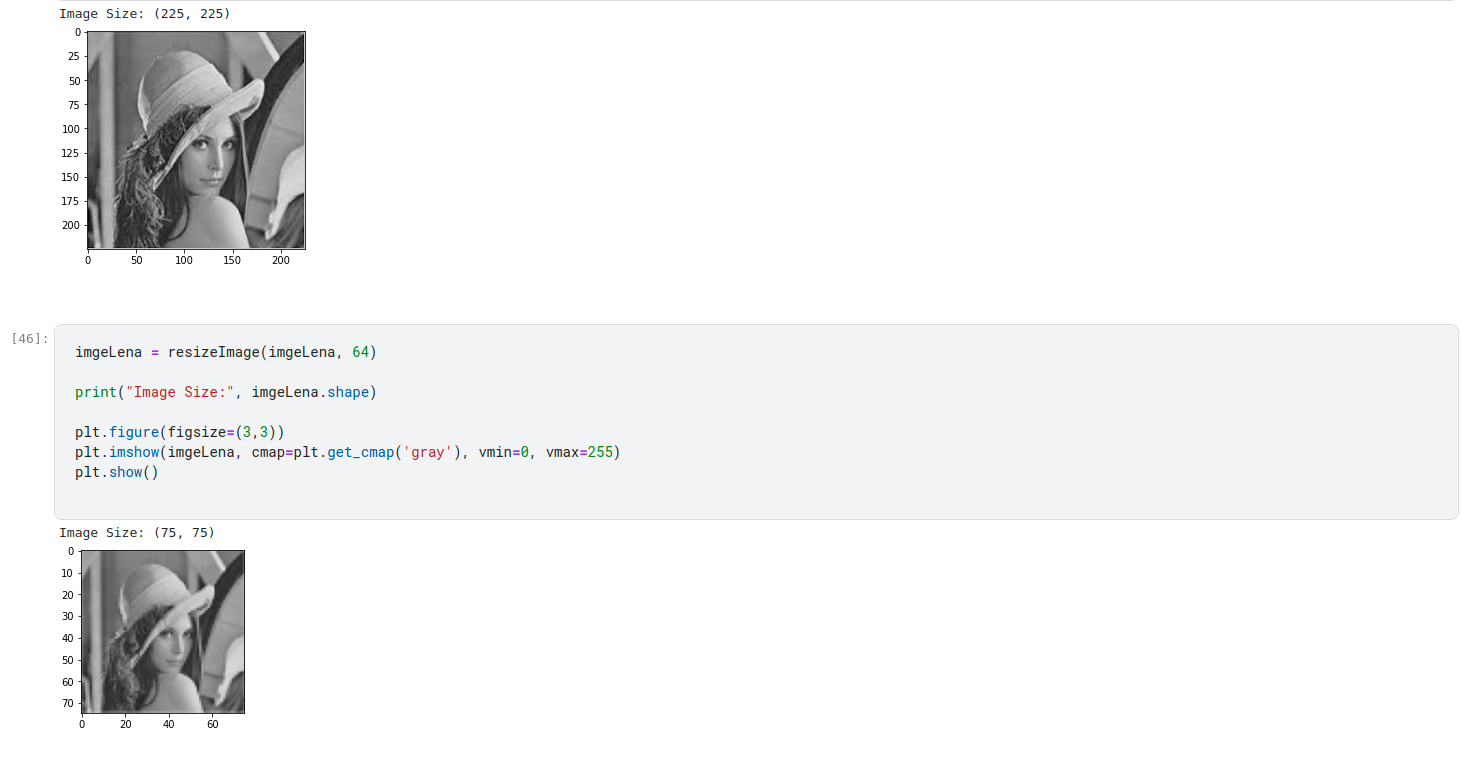 Image Size: (225, 225)
0
25
50
75
100
125
150
175
200
0 50 100 150 200
[46]:
imgeLena = resizeImage(imgeLena, 64)
print("Image Size:", imgeLena.shape)
plt.figure(figsize=(3,3))
plt.imshow(imgeLena, cmap=plt.get_cmap('gray'), vmin=0, vmax=255)
plt.show()
Image Size: (75, 75)
0
10
20
30
40
50
60
70
0 20 40 60